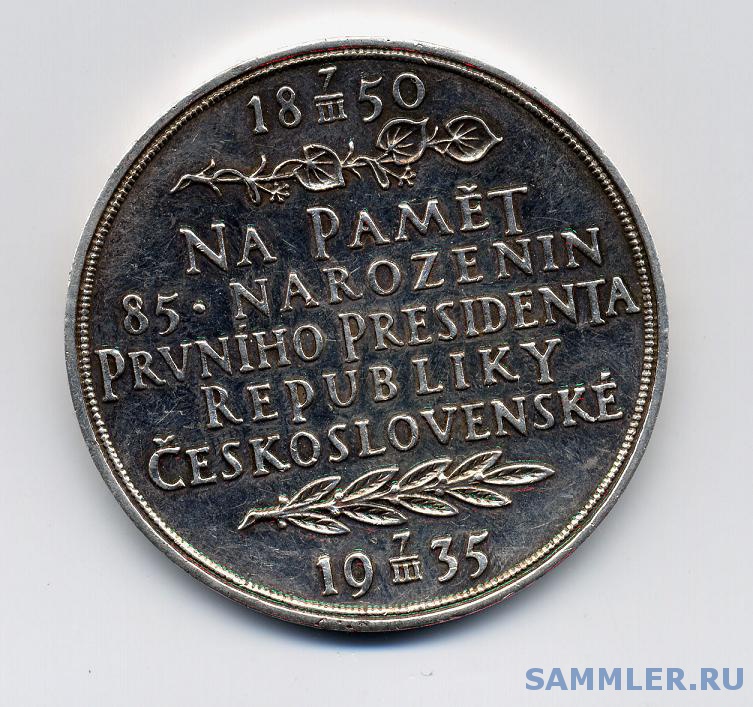 18 7/III 50
NA PAMĚT
85. NAROZENIN
PRVNÍHO PRESIDENTA
REPUBLIKY
ČESKOSLOVENSKÉ
19 7/III 35
SAMMLER.RU